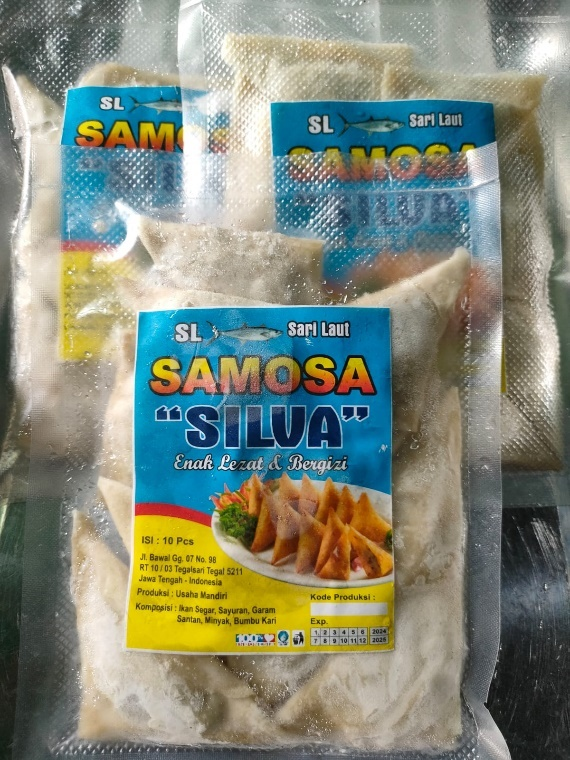 SL
SAMOSA
SL Sari Laut
SAMOSA
"SILVA"
SL Sari Laut
SAMOSA
"SILVA"
Enak Lezat & Bergizi
ISI : 10 Pcs
Jl. Bawal Gg. 07 No. 98
RT 10 / 03 Tegalsari Tegal 5211
Jawa Tengah - Indonesia
Produksi : Usaha Mandiri
Komposisi : Ikan Segar, Sayuran, Garam
Santan, Minyak, Bumbu Kari
Kode Produksi :
Exp.
1 2 3 4 5 6 2024
7 8 9 10 11 12 2025
100%